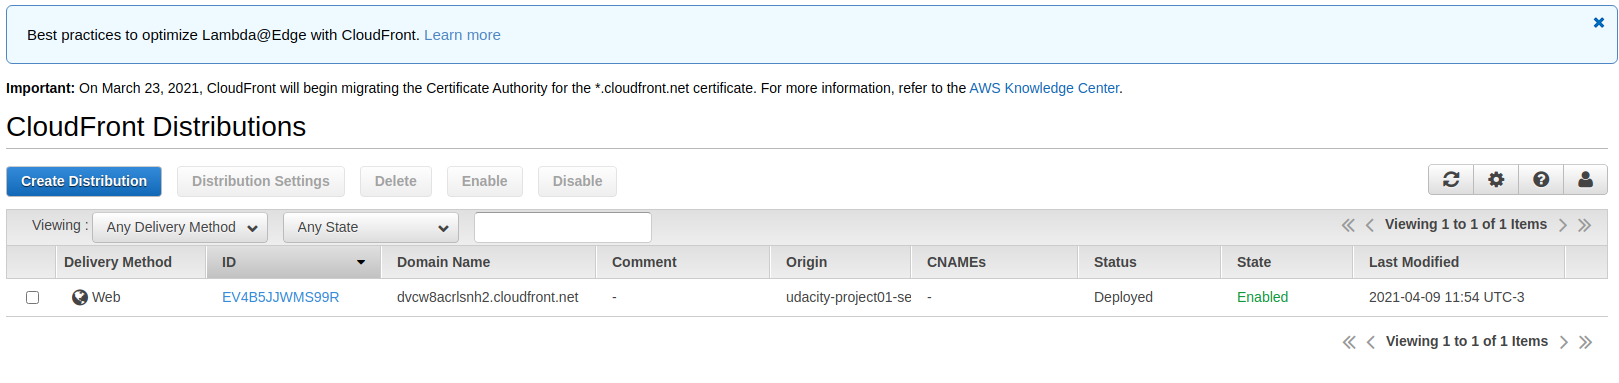 Best practices to optimize Lambda@Edge with CloudFront. Learn more
Important: On March 23, 2021, CloudFront will begin migrating the Certificate Authority for the *.cloudfront.net certificate. For more information, refer to the AWS Knowledge Center.
CloudFront Distributions
Create Distribution Distribution Settings Delete Enable Disable
Viewing : Any Delivery Method Any State Viewing 1 to 1 of 1 Items
Delivery Method ID Domain Name Comment Origin CNAMEs Status State Last Modified
Web EV4B5JJWMS99R dvcw8acrlsnh2.cloudfront.net - udacity-project01-se - Deployed Enabled 2021-04-09 11:54 UTC-3
Viewing 1 to 1 of 1 Items